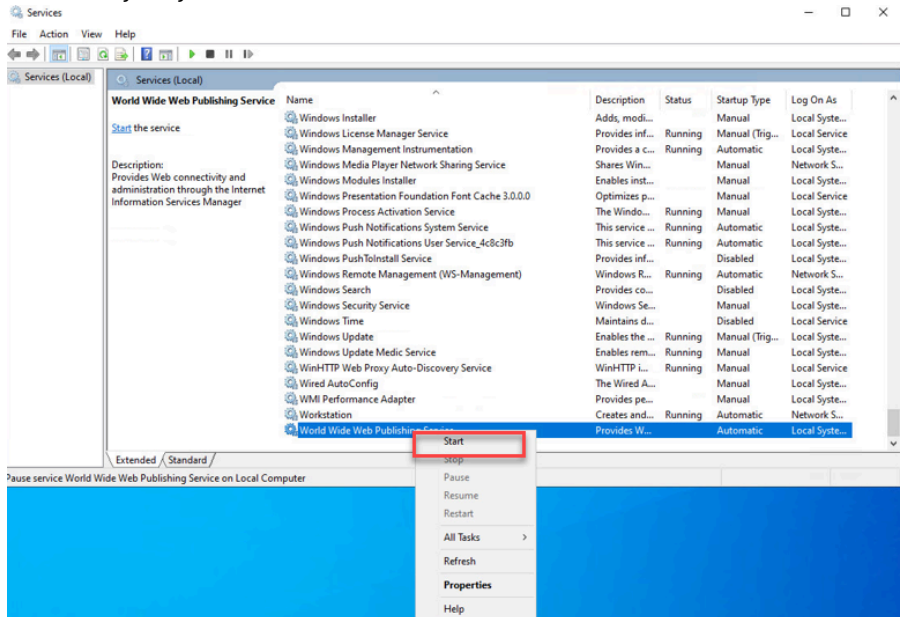 Services
File Action View Help
Services (Local)
Services (Local)
World Wide Web Publishing Service
Start the service
Description:
Provides Web connectivity and
administration through the Internet
Information Services Manager
Name Description Status Startup Type Log On As
Windows Installer Adds, modi... Manual Local Syste...
Windows License Manager Service Provides inf... Running Manual (Trig... Local Service
Windows Management Instrumentation Provides a c... Running Automatic Local Syste...
Windows Media Player Network Sharing Service Shares Win... Manual Network S...
Windows Modules Installer Enables inst... Manual Local Syste...
Windows Presentation Foundation Font Cache 3.0.0.0 Optimizes p... Manual Local Service
Windows Process Activation Service The Windo... Running Manual Local Syste...
Windows Push Notifications System Service This service ... Running Automatic Local Syste...
Windows Push Notifications User Service_4c8c3fb This service ... Running Automatic Local Syste...
Windows PushToInstall Service Provides inf... Disabled Local Syste...
Windows Remote Management (WS-Management) Windows R... Running Automatic Network S...
Windows Search Provides co... Disabled Local Syste...
Windows Security Service Windows Se... Manual Local Syste...
Windows Time Maintains d... Disabled Local Service
Windows Update Enables the ... Running Manual (Trig... Local Syste...
Windows Update Medic Service Enables rem... Running Manual Local Syste...
WinHTTP Web Proxy Auto-Discovery Service WinHTTP i... Running Manual Local Service
Wired AutoConfig The Wired A... Manual Local Syste...
WMI Performance Adapter Provides pe... Manual Local Syste...
Workstation Creates and... Running Automatic Network S...
World Wide Web Publishing Service Provides W... Automatic Local Syste...
Start
Stop
Pause
Resume
Restart
All Tasks
Refresh
Properties
Help
Extended Standard
Pause service World Wide Web Publishing Service on Local Computer